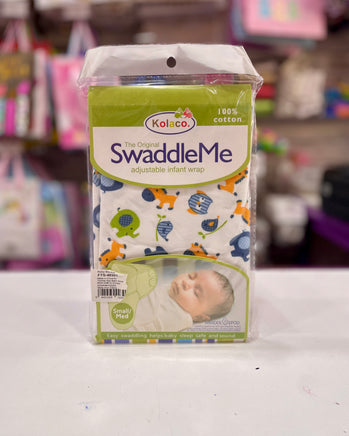 Kolaco.
100%
cotton
The Original
SwaddleMe
adjustable infant wrap
Small/
Med
Easy swaddling helps baby sleep safe and sound